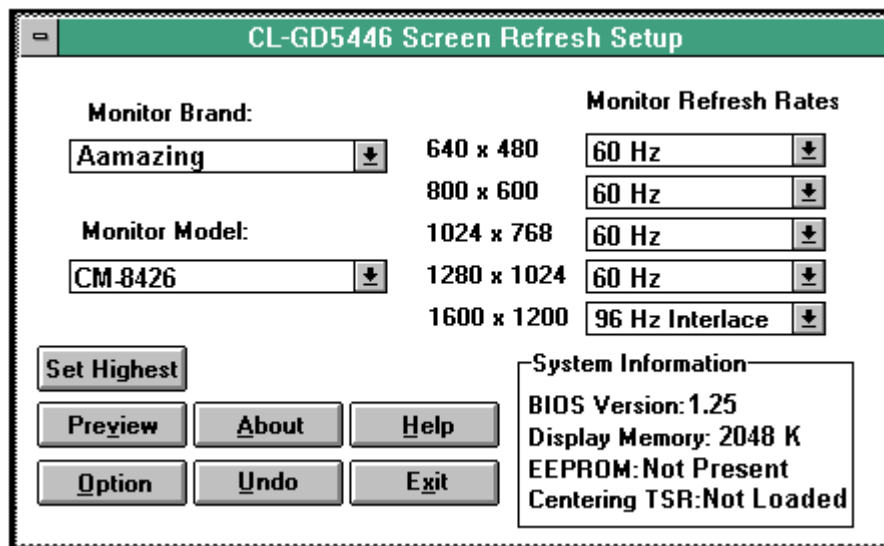 CL-GD5446 Screen Refresh Setup
Monitor Brand:
Aamazing
Monitor Model:
CM-8426
Monitor Refresh Rates
640 x 480 60 Hz
800 x 600 60 Hz
1024 x 768 60 Hz
1280 x 1024 60 Hz
1600 x 1200 96 Hz Interlace
Set Highest
Preview About Help
Option Undo Exit
System Information
BIOS Version:1.25
Display Memory: 2048 K
EEPROM:Not Present
Centering TSR:Not Loaded